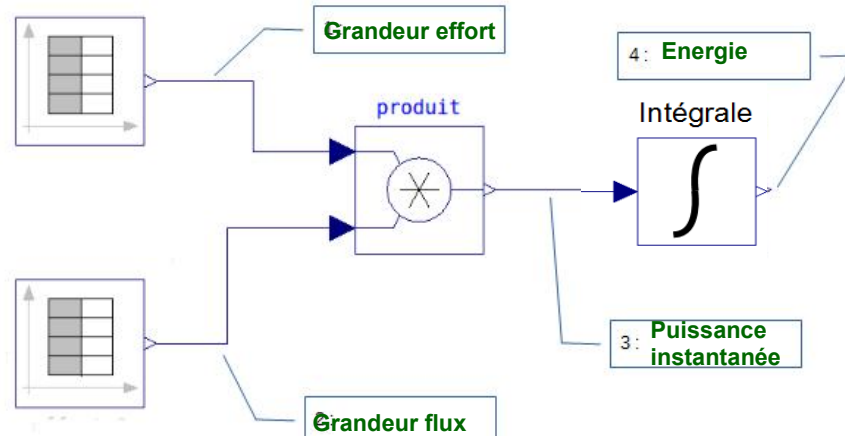 Grandeur effort
4: Energie
produit
Intégrale
3: Puissance
instantanée
Grandeur flux